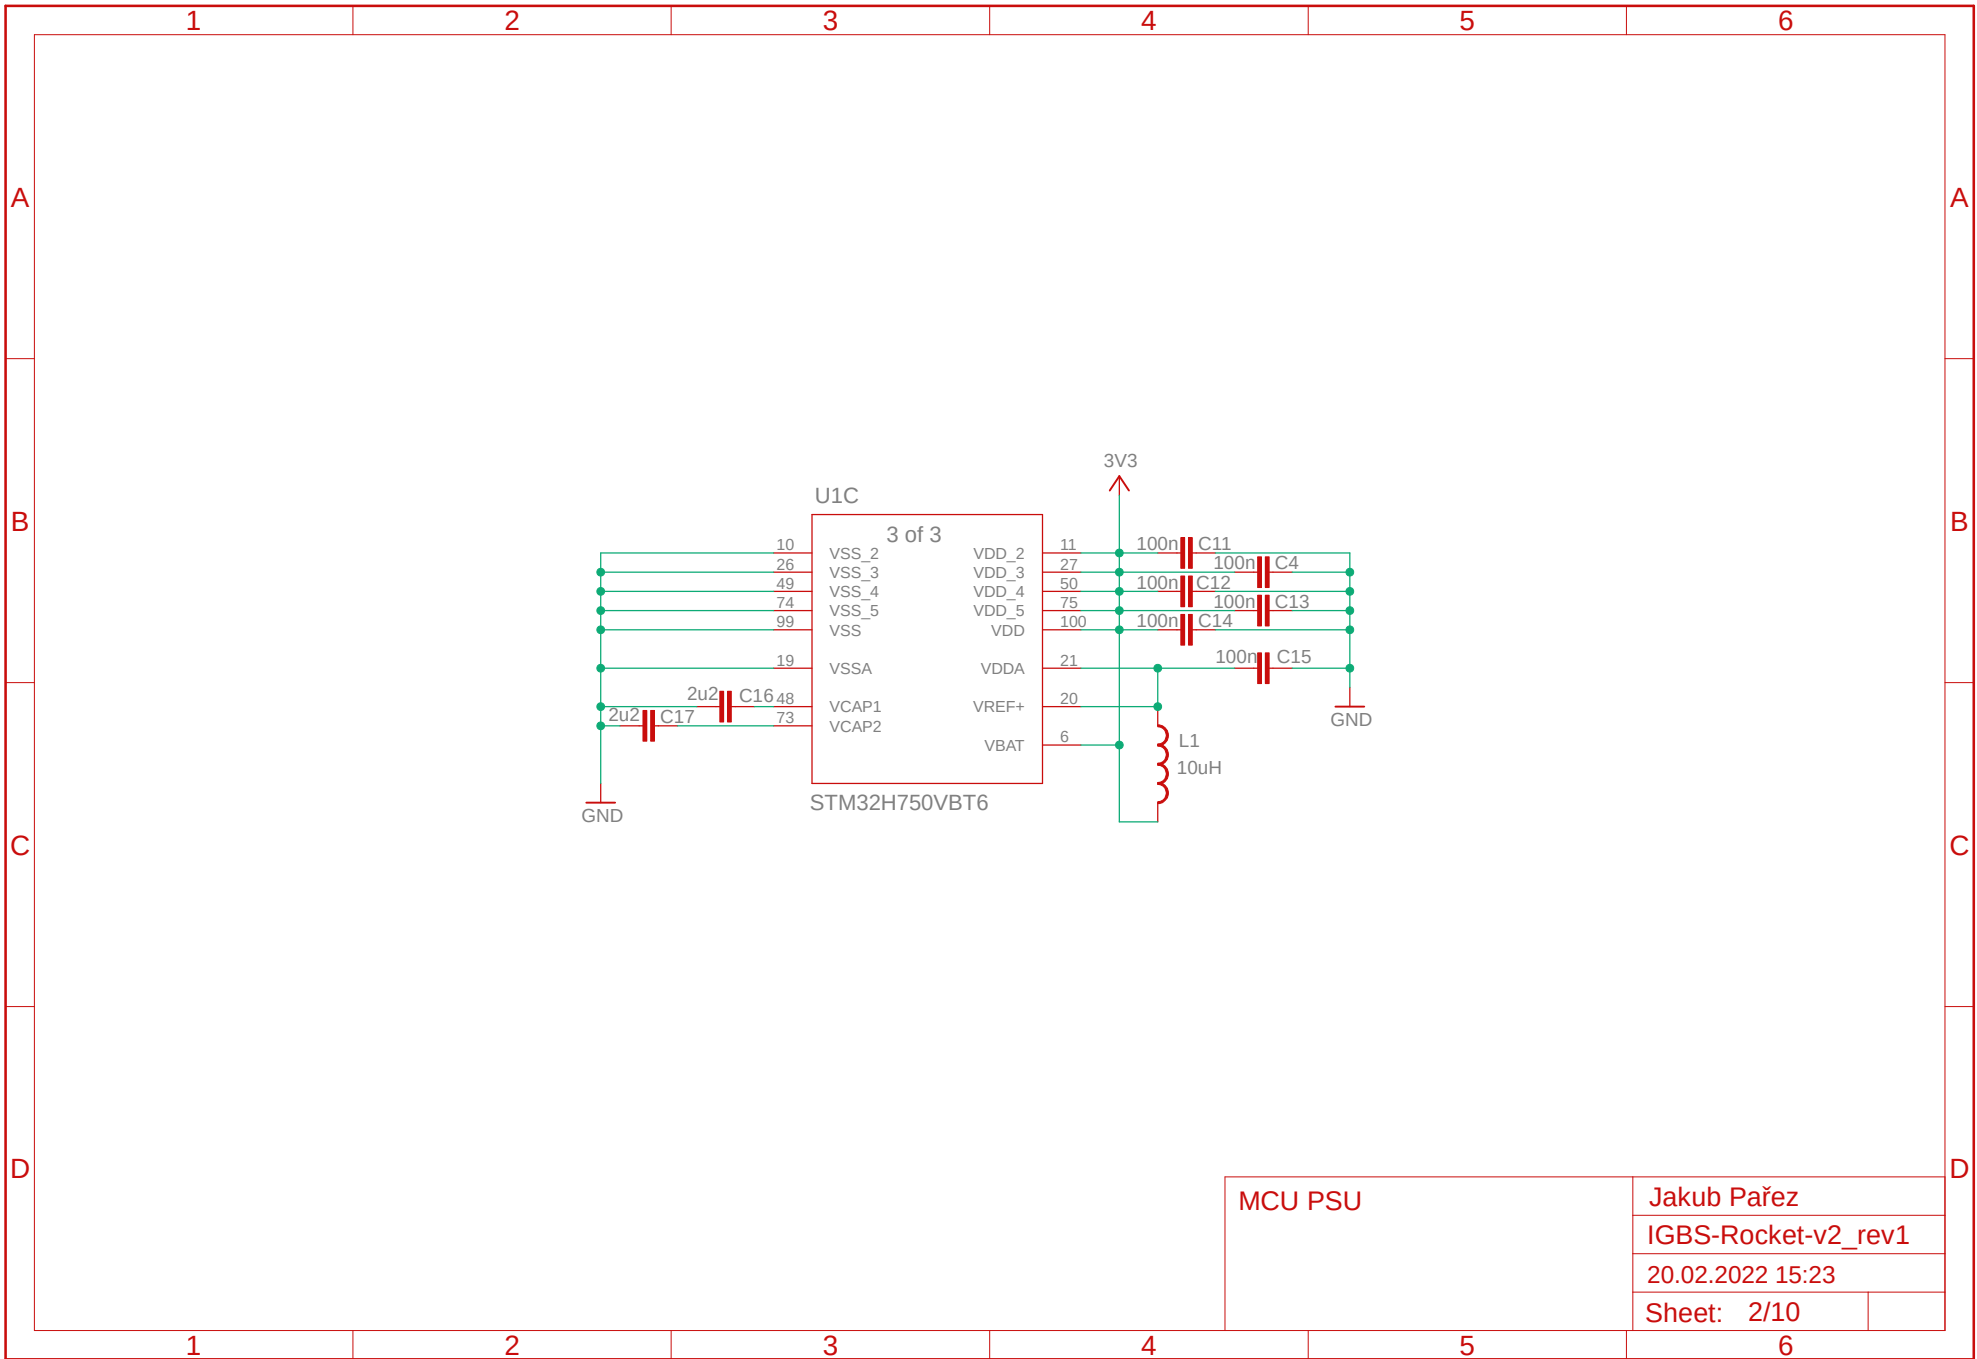 1 2 3 4 5 6
A A
3V3
U1C
B B
3 of 3
10 VSS_2 VDD_2 11 100n C11
26 VSS_3 VDD_3 27 100n C4
49 VSS_4 VDD_4 50 100n C12
74 VSS_5 VDD_5 75 100n C13
99 VSS VDD 100 100n C14
19 VSSA VDDA 21 100n C15
2u2 C16 48 VCAP1 VREF+ 20
GND
2u2 C17 73 VCAP2
VBAT 6
L1
10uH
STM32H750VBT6
GND
C C
D D
MCU PSU
Jakub Pařez
IGBS-Rocket-v2_rev1
20.02.2022 15:23
Sheet: 2/10
1 2 3 4 5 6